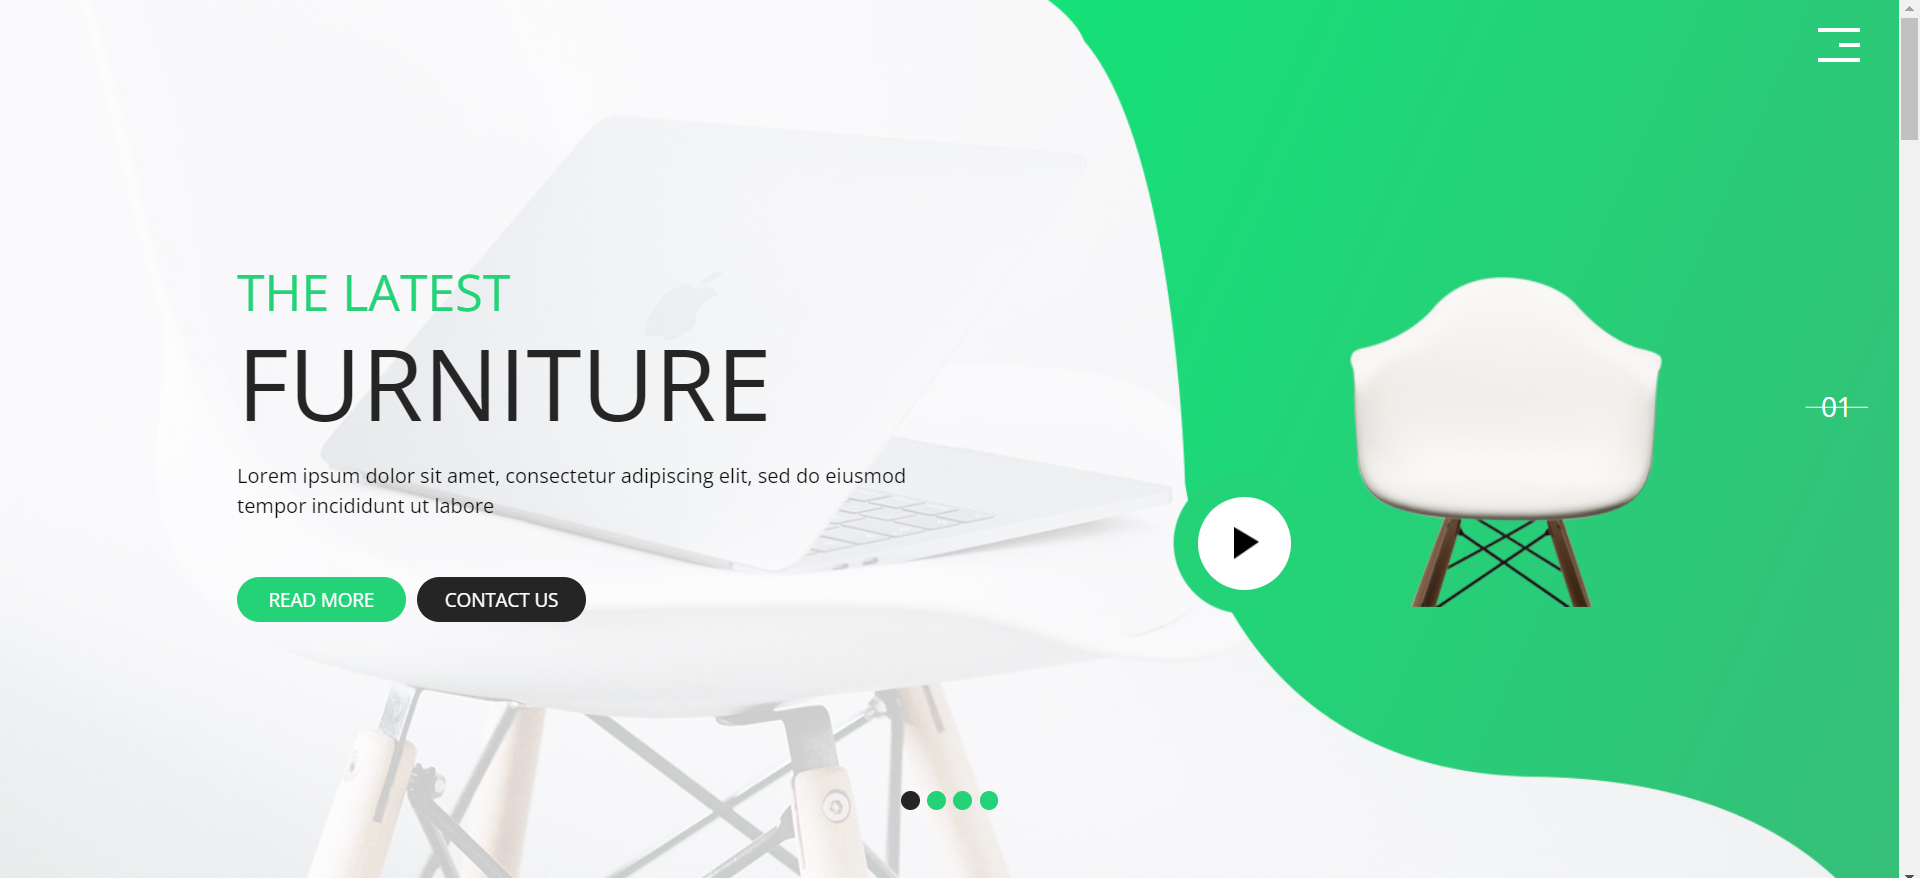 THE LATEST
FURNITURE
Lorem ipsum dolor sit amet, consectetur adipiscing elit, sed do eiusmod
tempor incididunt ut labore
READ MORE
CONTACT US
01